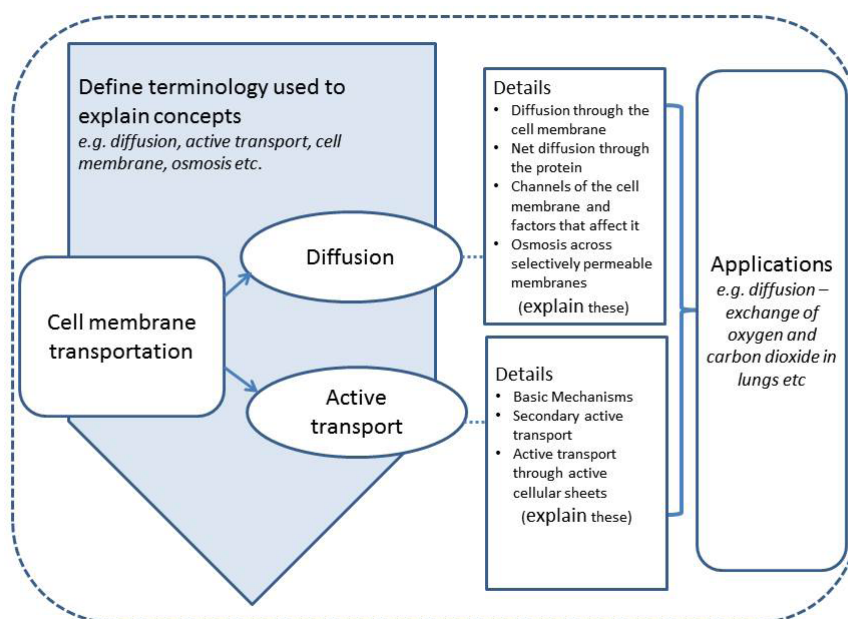 Define terminology used to
explain concepts
e.g. diffusion, active transport, cell
membrane, osmosis etc.
Cell membrane
transportation
Diffusion
Active
transport
Details
• Diffusion through the
cell membrane
• Net diffusion through
the protein
• Channels of the cell
membrane and
factors that affect it
• Osmosis across
selectively permeable
membranes
(explain these)
Details
• Basic Mechanisms
• Secondary active
transport
• Active transport
through active
cellular sheets
(explain these)
Applications
e.g. diffusion –
exchange of
oxygen and
carbon dioxide in
lungs etc